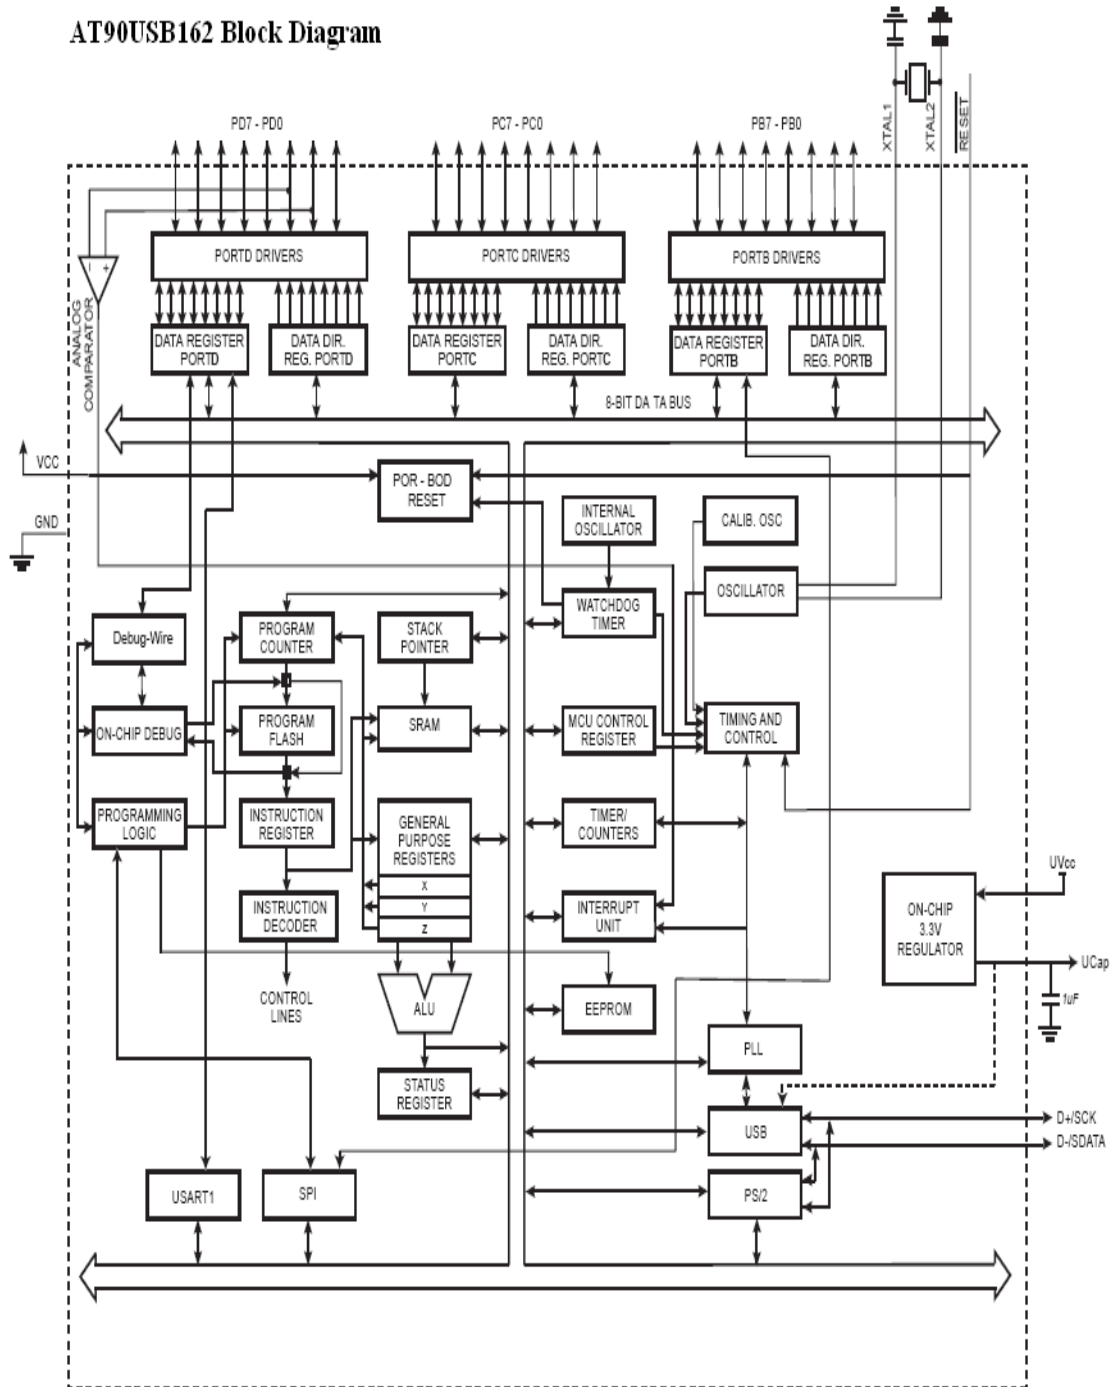 AT90USB162 Block Diagram
XTAL1
XTAL2
RESET
PD7 - PD0
PC7 - PC0
PB7 - PB0
PORTD DRIVERS
PORTC DRIVERS
PORTB DRIVERS
- +
ANALOG
COMPARATOR
DATA REGISTER
PORTD
DATA DIR.
REG. PORTD
DATA REGISTER
PORTC
DATA DIR.
REG. PORTC
DATA REGISTER
PORTB
DATA DIR.
REG. PORTB
8-BIT DA TA BUS
VCC
GND
POR - BOD
RESET
INTERNAL
OSCILLATOR
CALIB. OSC
OSCILLATOR
WATCHDOG
TIMER
Debug-Wire
PROGRAM
COUNTER
STACK
POINTER
ON-CHIP DEBUG
PROGRAM
FLASH
SRAM
MCU CONTROL
REGISTER
TIMING AND
CONTROL
PROGRAMMING
LOGIC
INSTRUCTION
REGISTER
GENERAL
PURPOSE
REGISTERS
X
Y
Z
TIMER/
COUNTERS
INSTRUCTION
DECODER
INTERRUPT
UNIT
ON-CHIP
3.3V
REGULATOR
UVcc
UCap
1uF
CONTROL
LINES
ALU
EEPROM
PLL
STATUS
REGISTER
USB
D+/SCK
D-/SDATA
USART1
SPI
PS/2